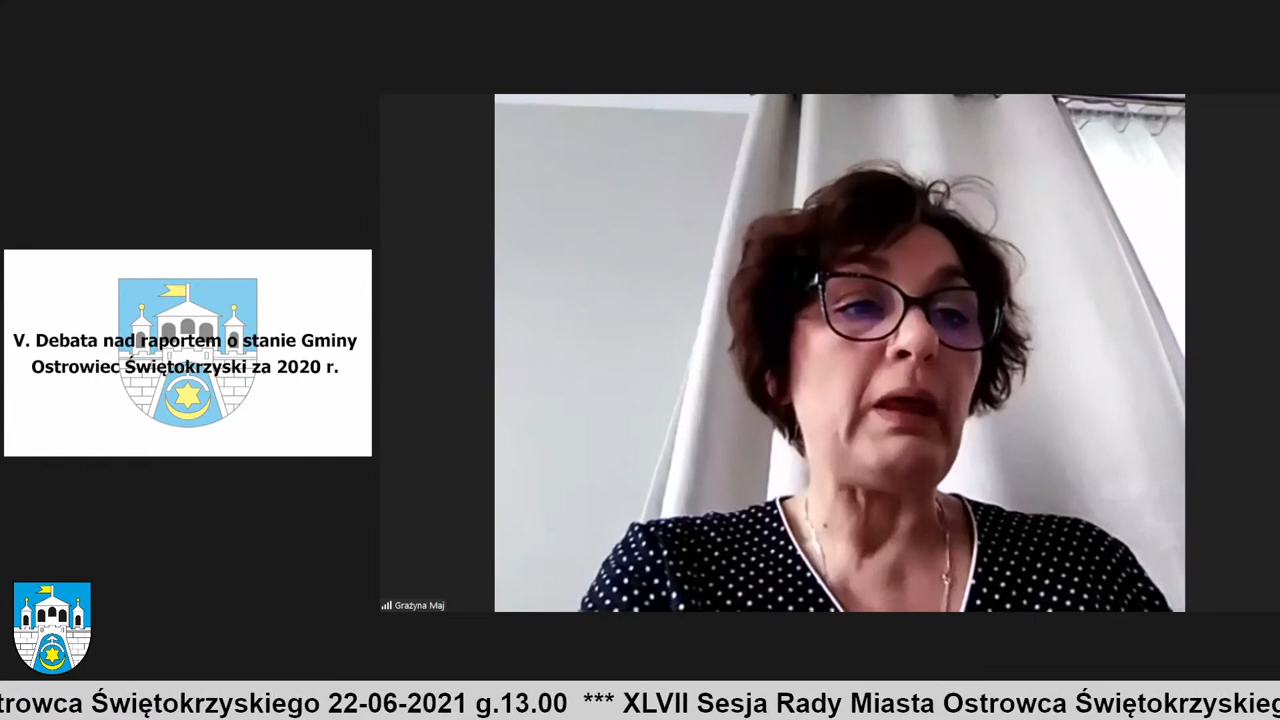 V. Debata nad raportem o stanie Gminy
Ostrowiec Świętokrzyski za 2020 r.
Grażyna Maj
trowca Świętokrzyskiego 22-06-2021 g.13.00 *** XLVII Sesja Rady Miasta Ostrowca Świętokrzyskieg